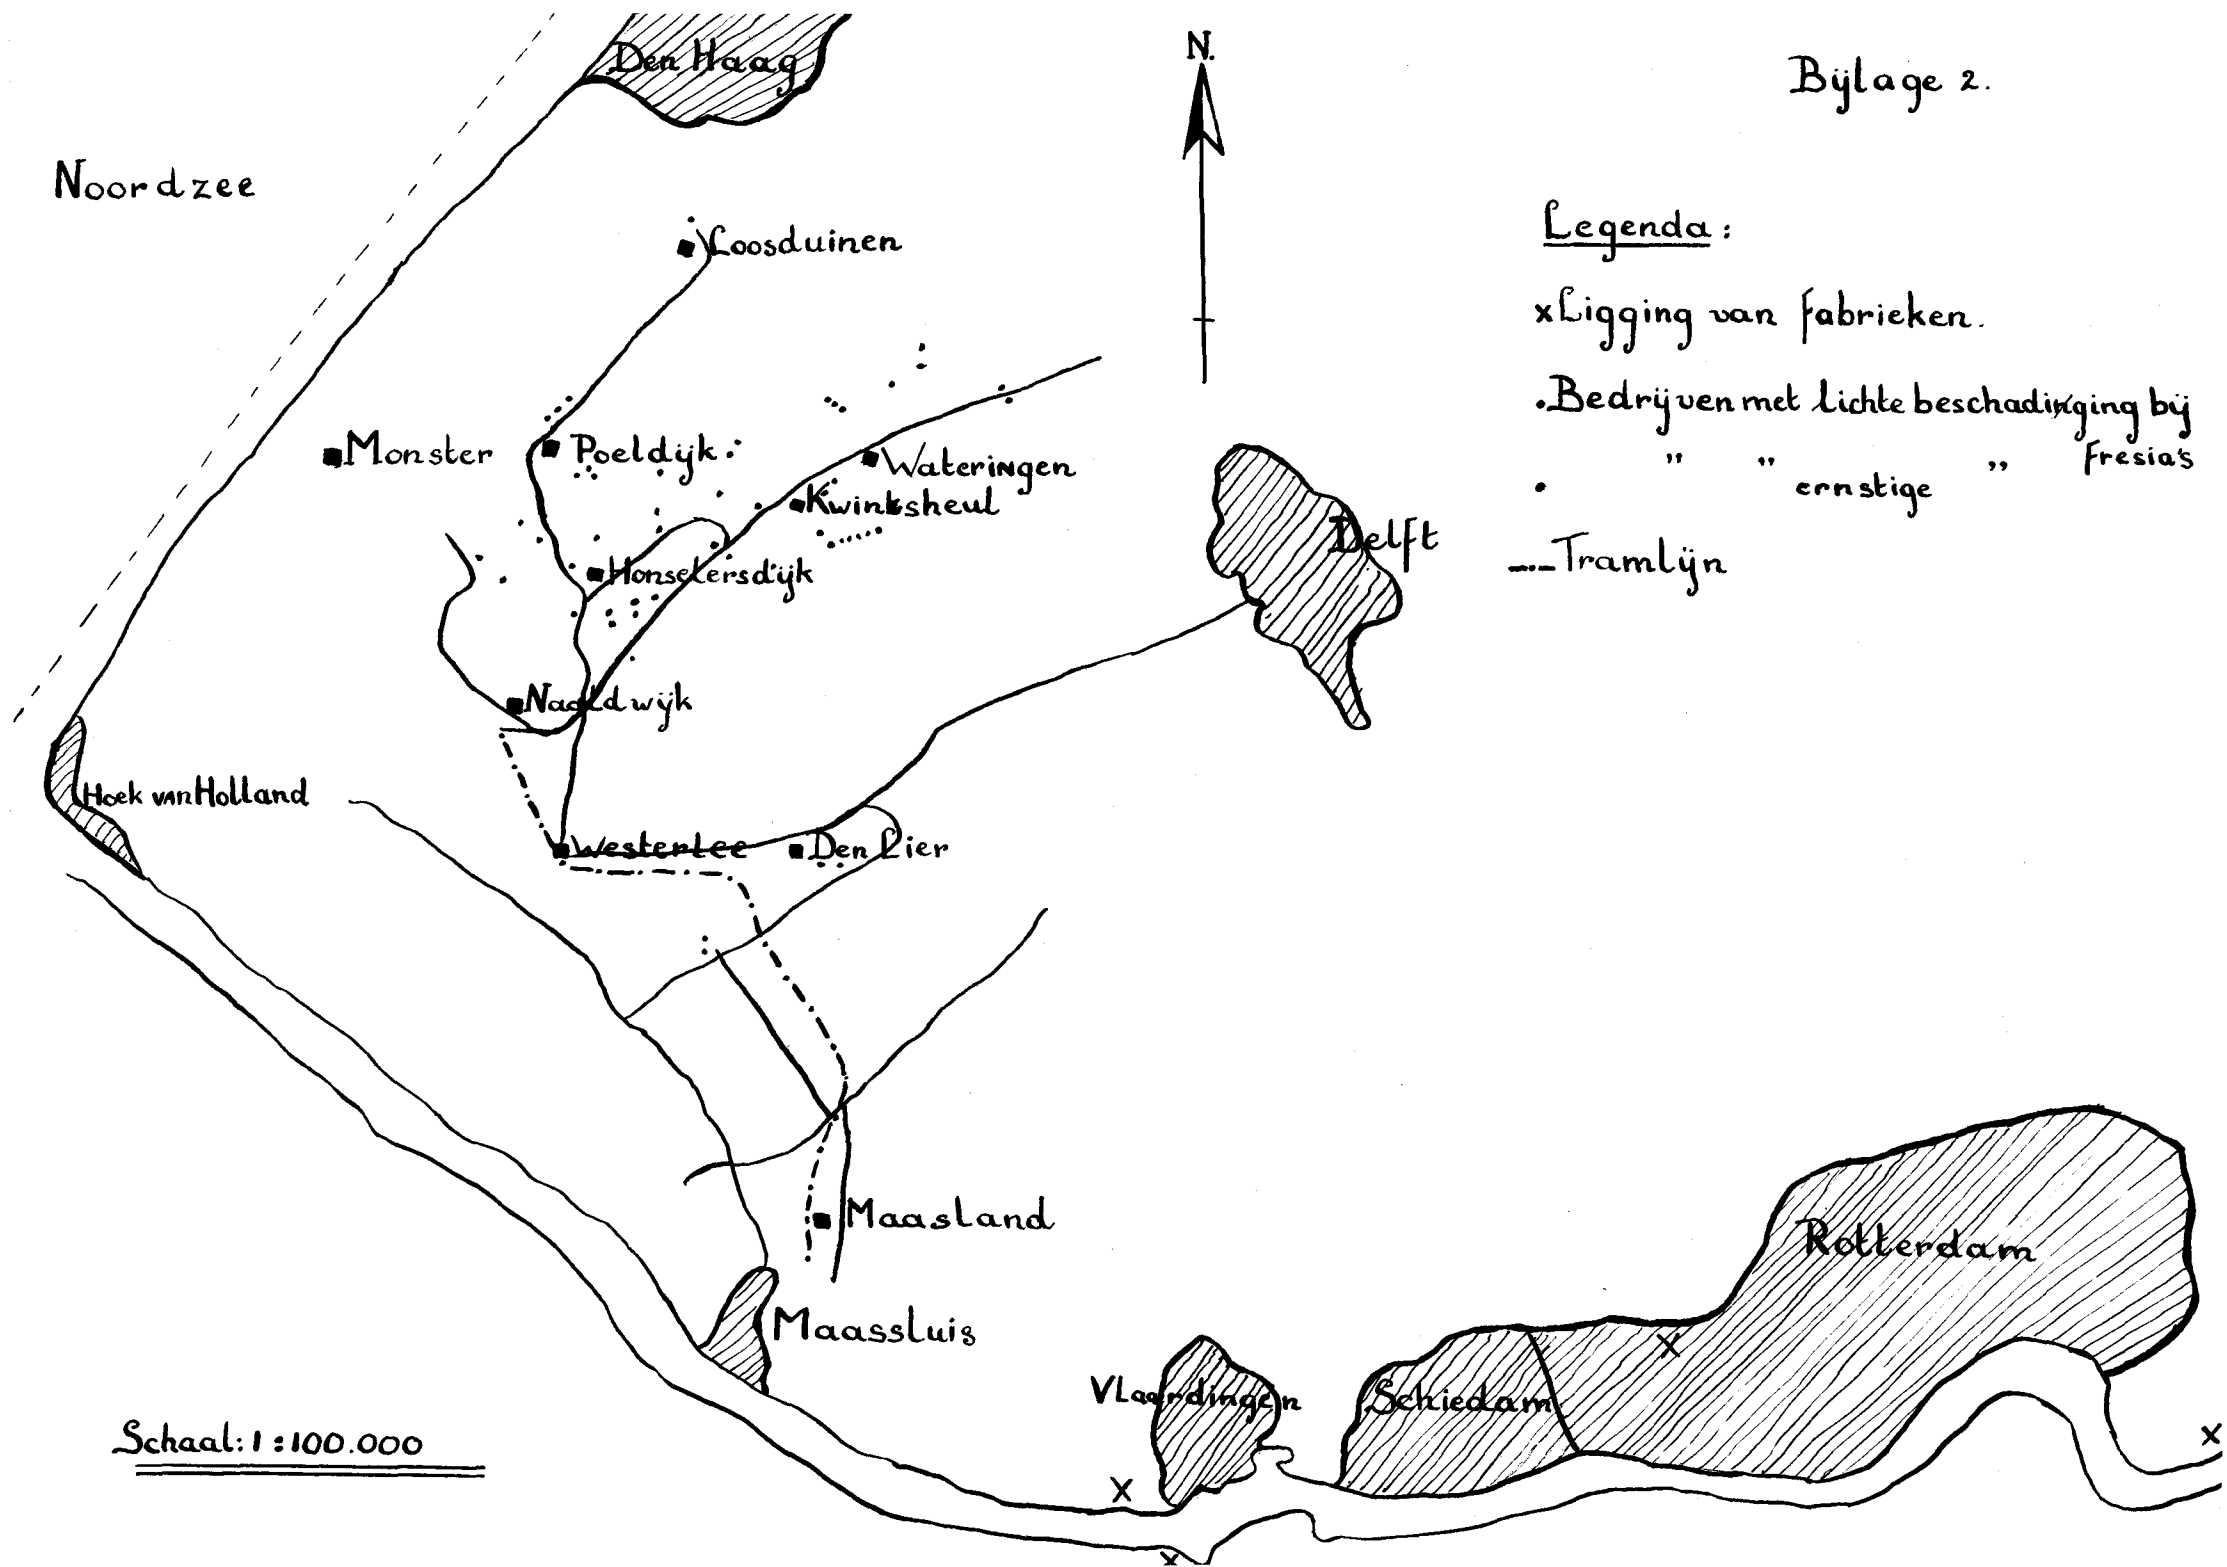 Den Haag
N.
Bijlage 2.
Noordzee
Loosduinen
Legenda:
x Ligging van fabrieken.
. Bedrijven met lichte beschadinging bij
" " " Fresia's
. ernstige
Tramlijn
Monster
Poeldijk
Wateringen
Kwintsheul
Delft
Honselersdijk
Naaldwijk
Hoek van Holland
Westerlee
Den Lier
Maasland
Rotterdam
Maassluis
Vlaardingen
Schiedam
Schaal: 1:100.000
x
x
x
x